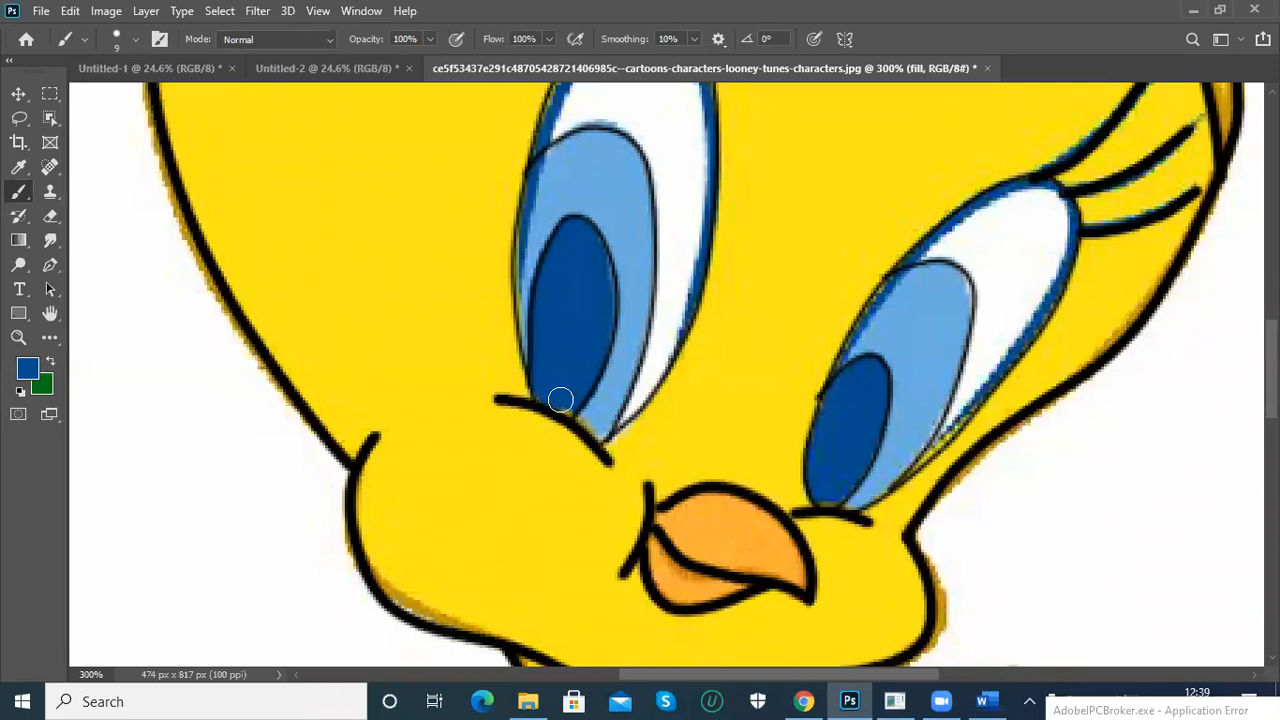 Ps File Edit Image Layer Type Select Filter 3D View Window Help
9 Mode: Normal Opacity: 100% Flow: 100% Smoothing: 10% 0°
Untitled-1 @ 24.6% (RGB/8) * × Untitled-2 @ 24.6% (RGB/8) * × ce5f53437e291c48705428721406985c--cartoons-characters-looney-tunes-characters.jpg @ 300% (fill, RGB/8#) * ×
T
300% 474 px x 817 px (100 ppi)
Search Ps 12:39
AdobeIPCBroker.exe - Application Error